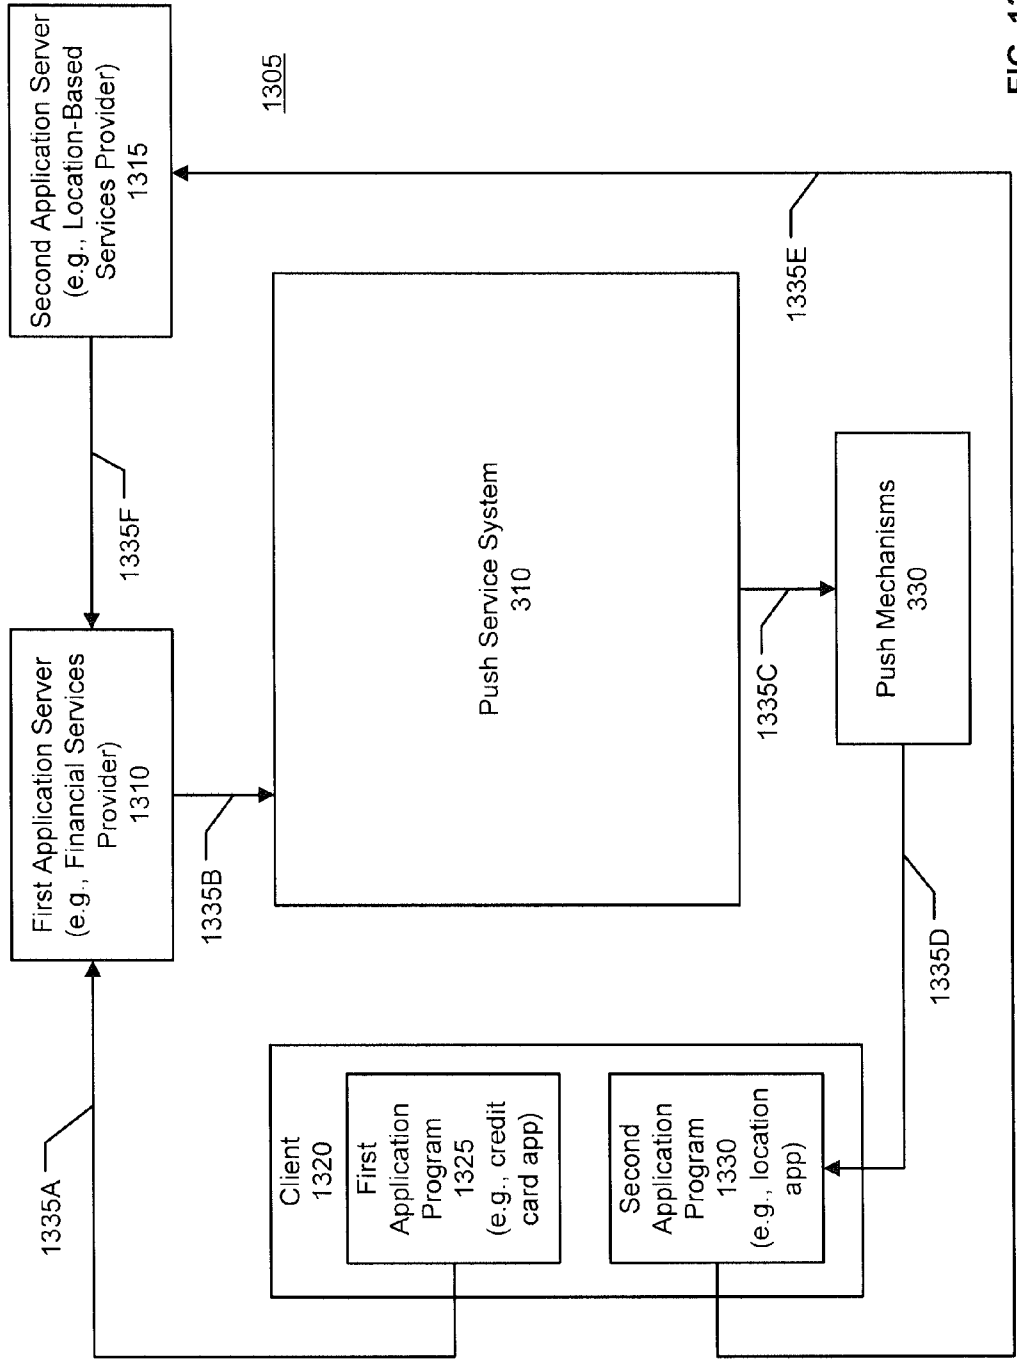 First Application Server
(e.g., Financial Services
Provider)
1310
Second Application Server
(e.g., Location-Based
Services Provider)
1315
1335A
1335F
1335B
1305
Client
1320
First
Application
Program
1325
(e.g., credit
card app)
Second
Application
Program
1330
(e.g., location
app)
Push Service System
310
1335C
1335E
Push Mechanisms
330
1335D